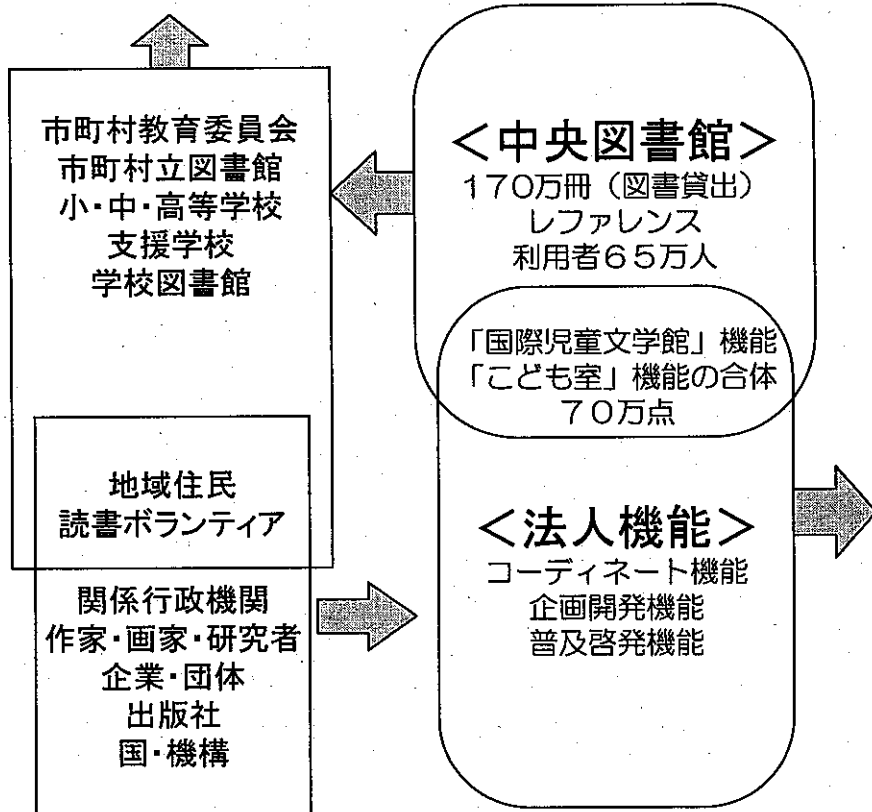 市町村教育委員会
市町村立図書館
小・中・高等学校
支援学校
学校図書館
地域住民
読書ボランティア
関係行政機関
作家・画家・研究者
企業・団体
出版社
国・機構
＜中央図書館＞
１７０万冊（図書貸出）
レファレンス
利用者６５万人
「国際児童文学館」機能
「こども室」機能の合体
７０万点
＜法人機能＞
コーディネート機能
企画開発機能
普及啓発機能